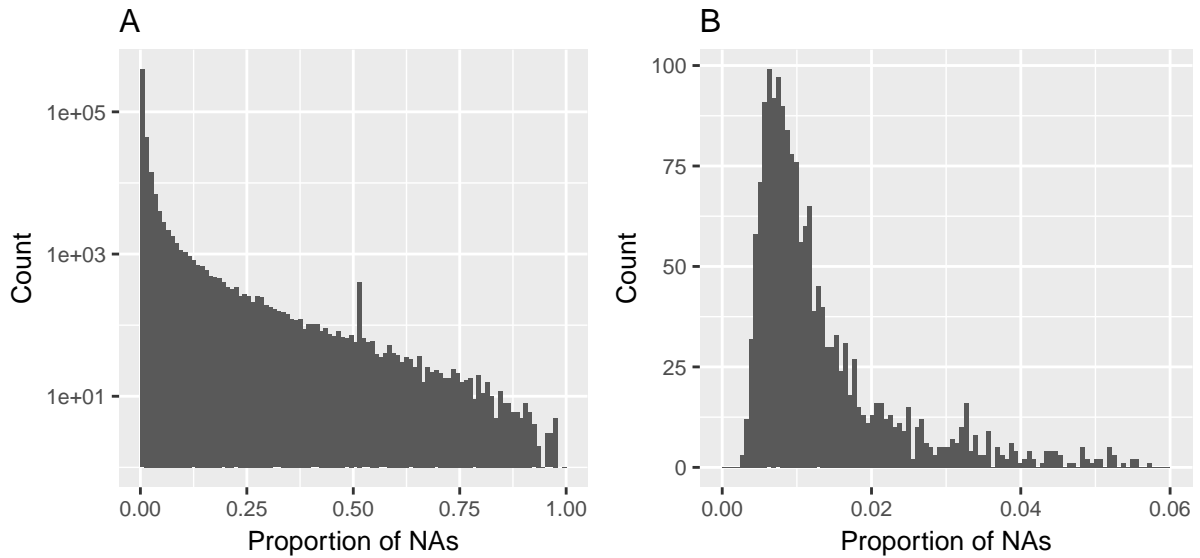 A
Count
1e+05
1e+03
1e+01
0.00 0.25 0.50 0.75 1.00
Proportion of NAs
B
Count
100
75
50
25
0
0.00 0.02 0.04 0.06
Proportion of NAs